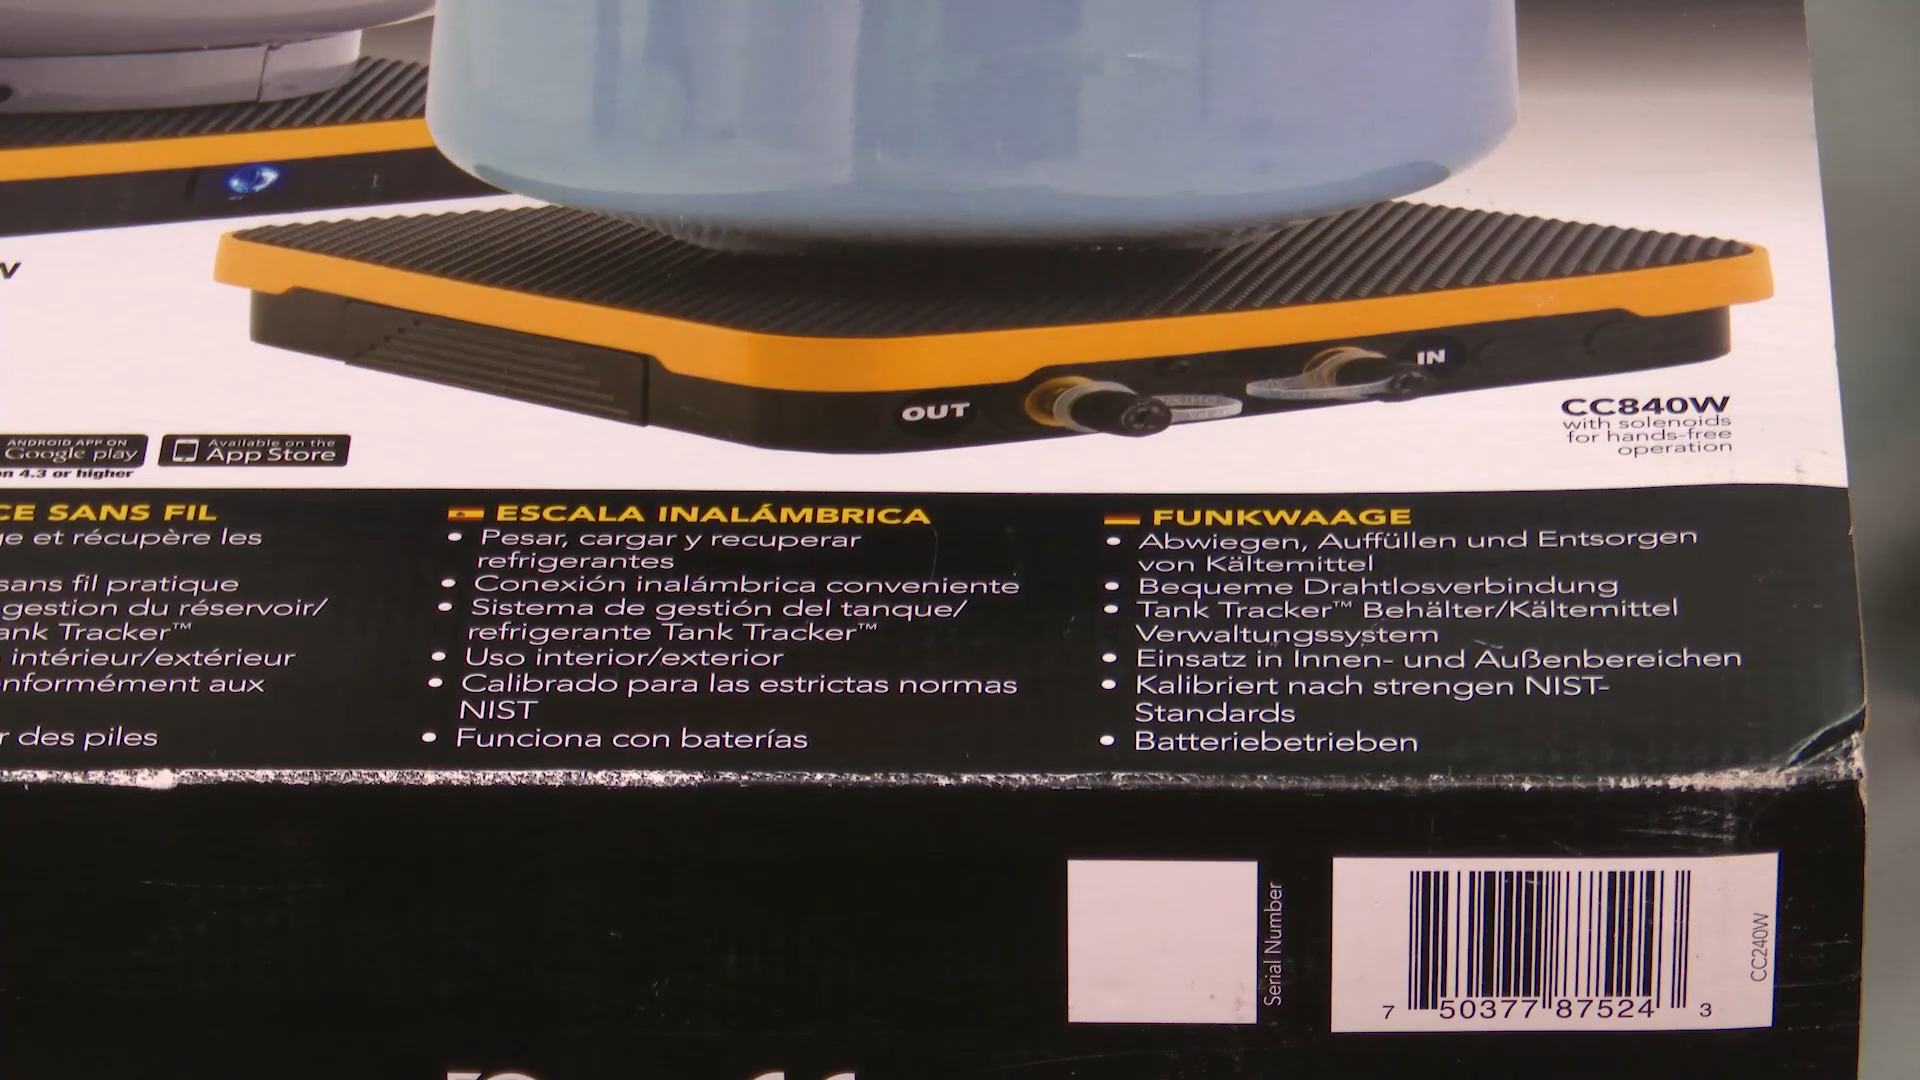 OUT
IN
CC840W
with solenoids
for hands-free
operation
ANDROID APP ON
Google play
Available on the
App Store
4.3 or higher
SANS FIL
et récupère les
sans fil pratique
gestion du réservoir/
Tracker™
intérieur/extérieur
aux
des piles
ESCALA INALÁMBRICA
• Pesar, cargar y recuperar
refrigerantes
• Conexión inalámbrica conveniente
• Sistema de gestión del tanque/
refrigerante Tank Tracker™
• Uso interior/exterior
• Calibrado para las estrictas normas
NIST
• Funciona con baterías
FUNKWAAGE
• Abwiegen, Auffüllen und Entsorgen
von Kältemittel
• Bequeme Drahtlosverbindung
• Tank Tracker™ Behälter/Kältemittel
Verwaltungssystem
• Einsatz in Innen- und Außenbereichen
• Kalibriert nach strengen NIST-
Standards
• Batteriebetrieben
Serial Number
CC240W
7 50377 87524 3